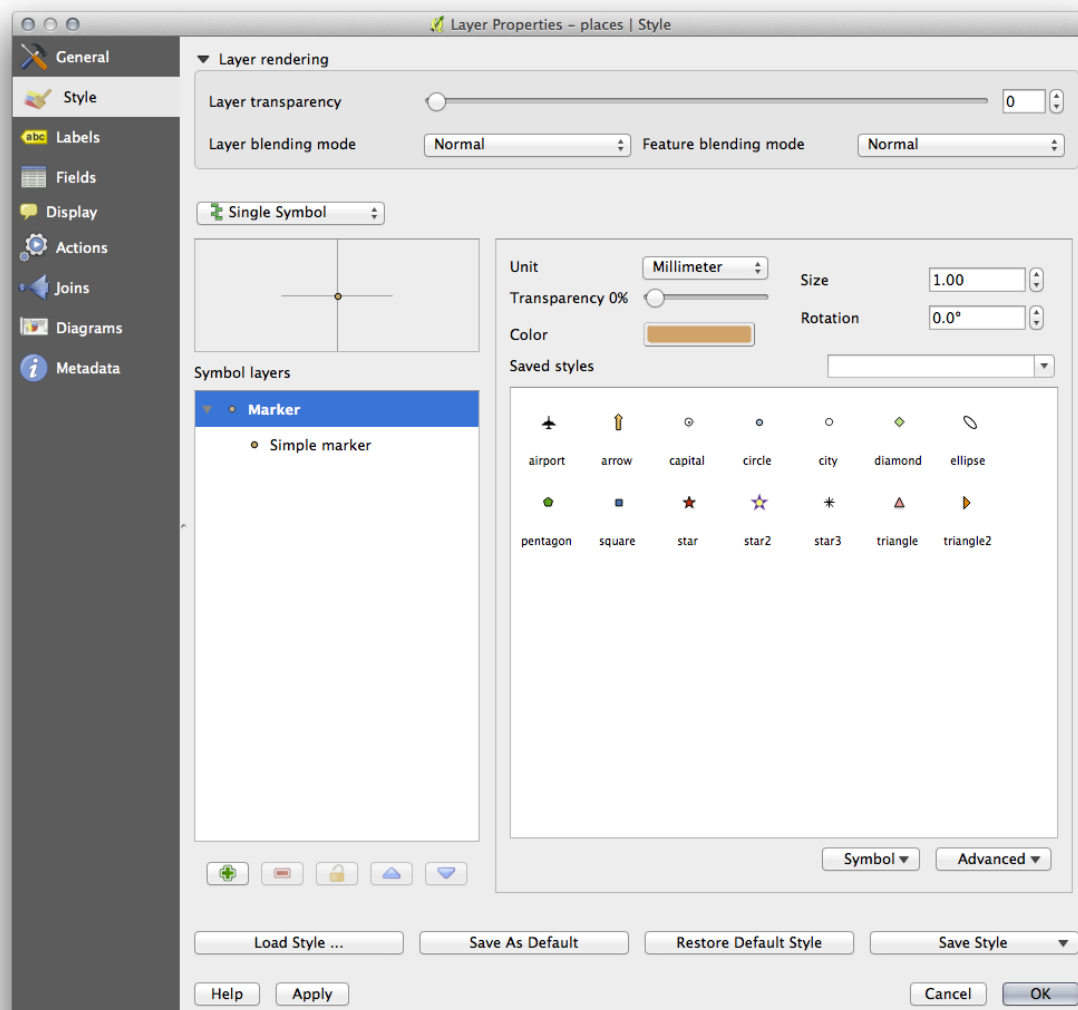 Layer Properties - places | Style
General
Style
abc Labels
Fields
Display
Actions
Joins
Diagrams
i Metadata
Layer rendering
Layer transparency 0
Layer blending mode Normal Feature blending mode Normal
Single Symbol
Symbol layers
Marker
Simple marker
Unit Millimeter
Size 1.00
Transparency 0%
Rotation 0.0°
Color
Saved styles
airport arrow capital circle city diamond ellipse
pentagon square star star2 star3 triangle triangle2
Symbol Advanced
Load Style ... Save As Default Restore Default Style Save Style
Help Apply Cancel OK